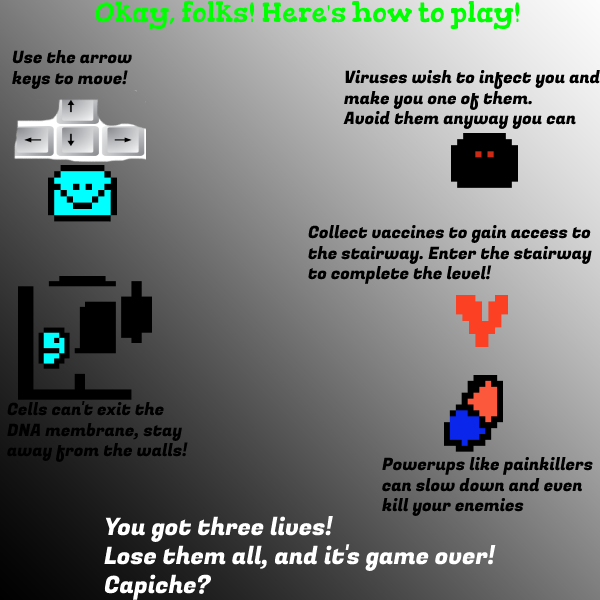 Okay, folks! Here's how to play!
Use the arrow
keys to move!
Viruses wish to infect you and
make you one of them.
Avoid them anyway you can
Collect vaccines to gain access to
the stairway. Enter the stairway
to complete the level!
Cells can't exit the
DNA membrane, stay
away from the walls!
Powerups like painkillers
can slow down and even
kill your enemies
You got three lives!
Lose them all, and it's game over!
Capiche?